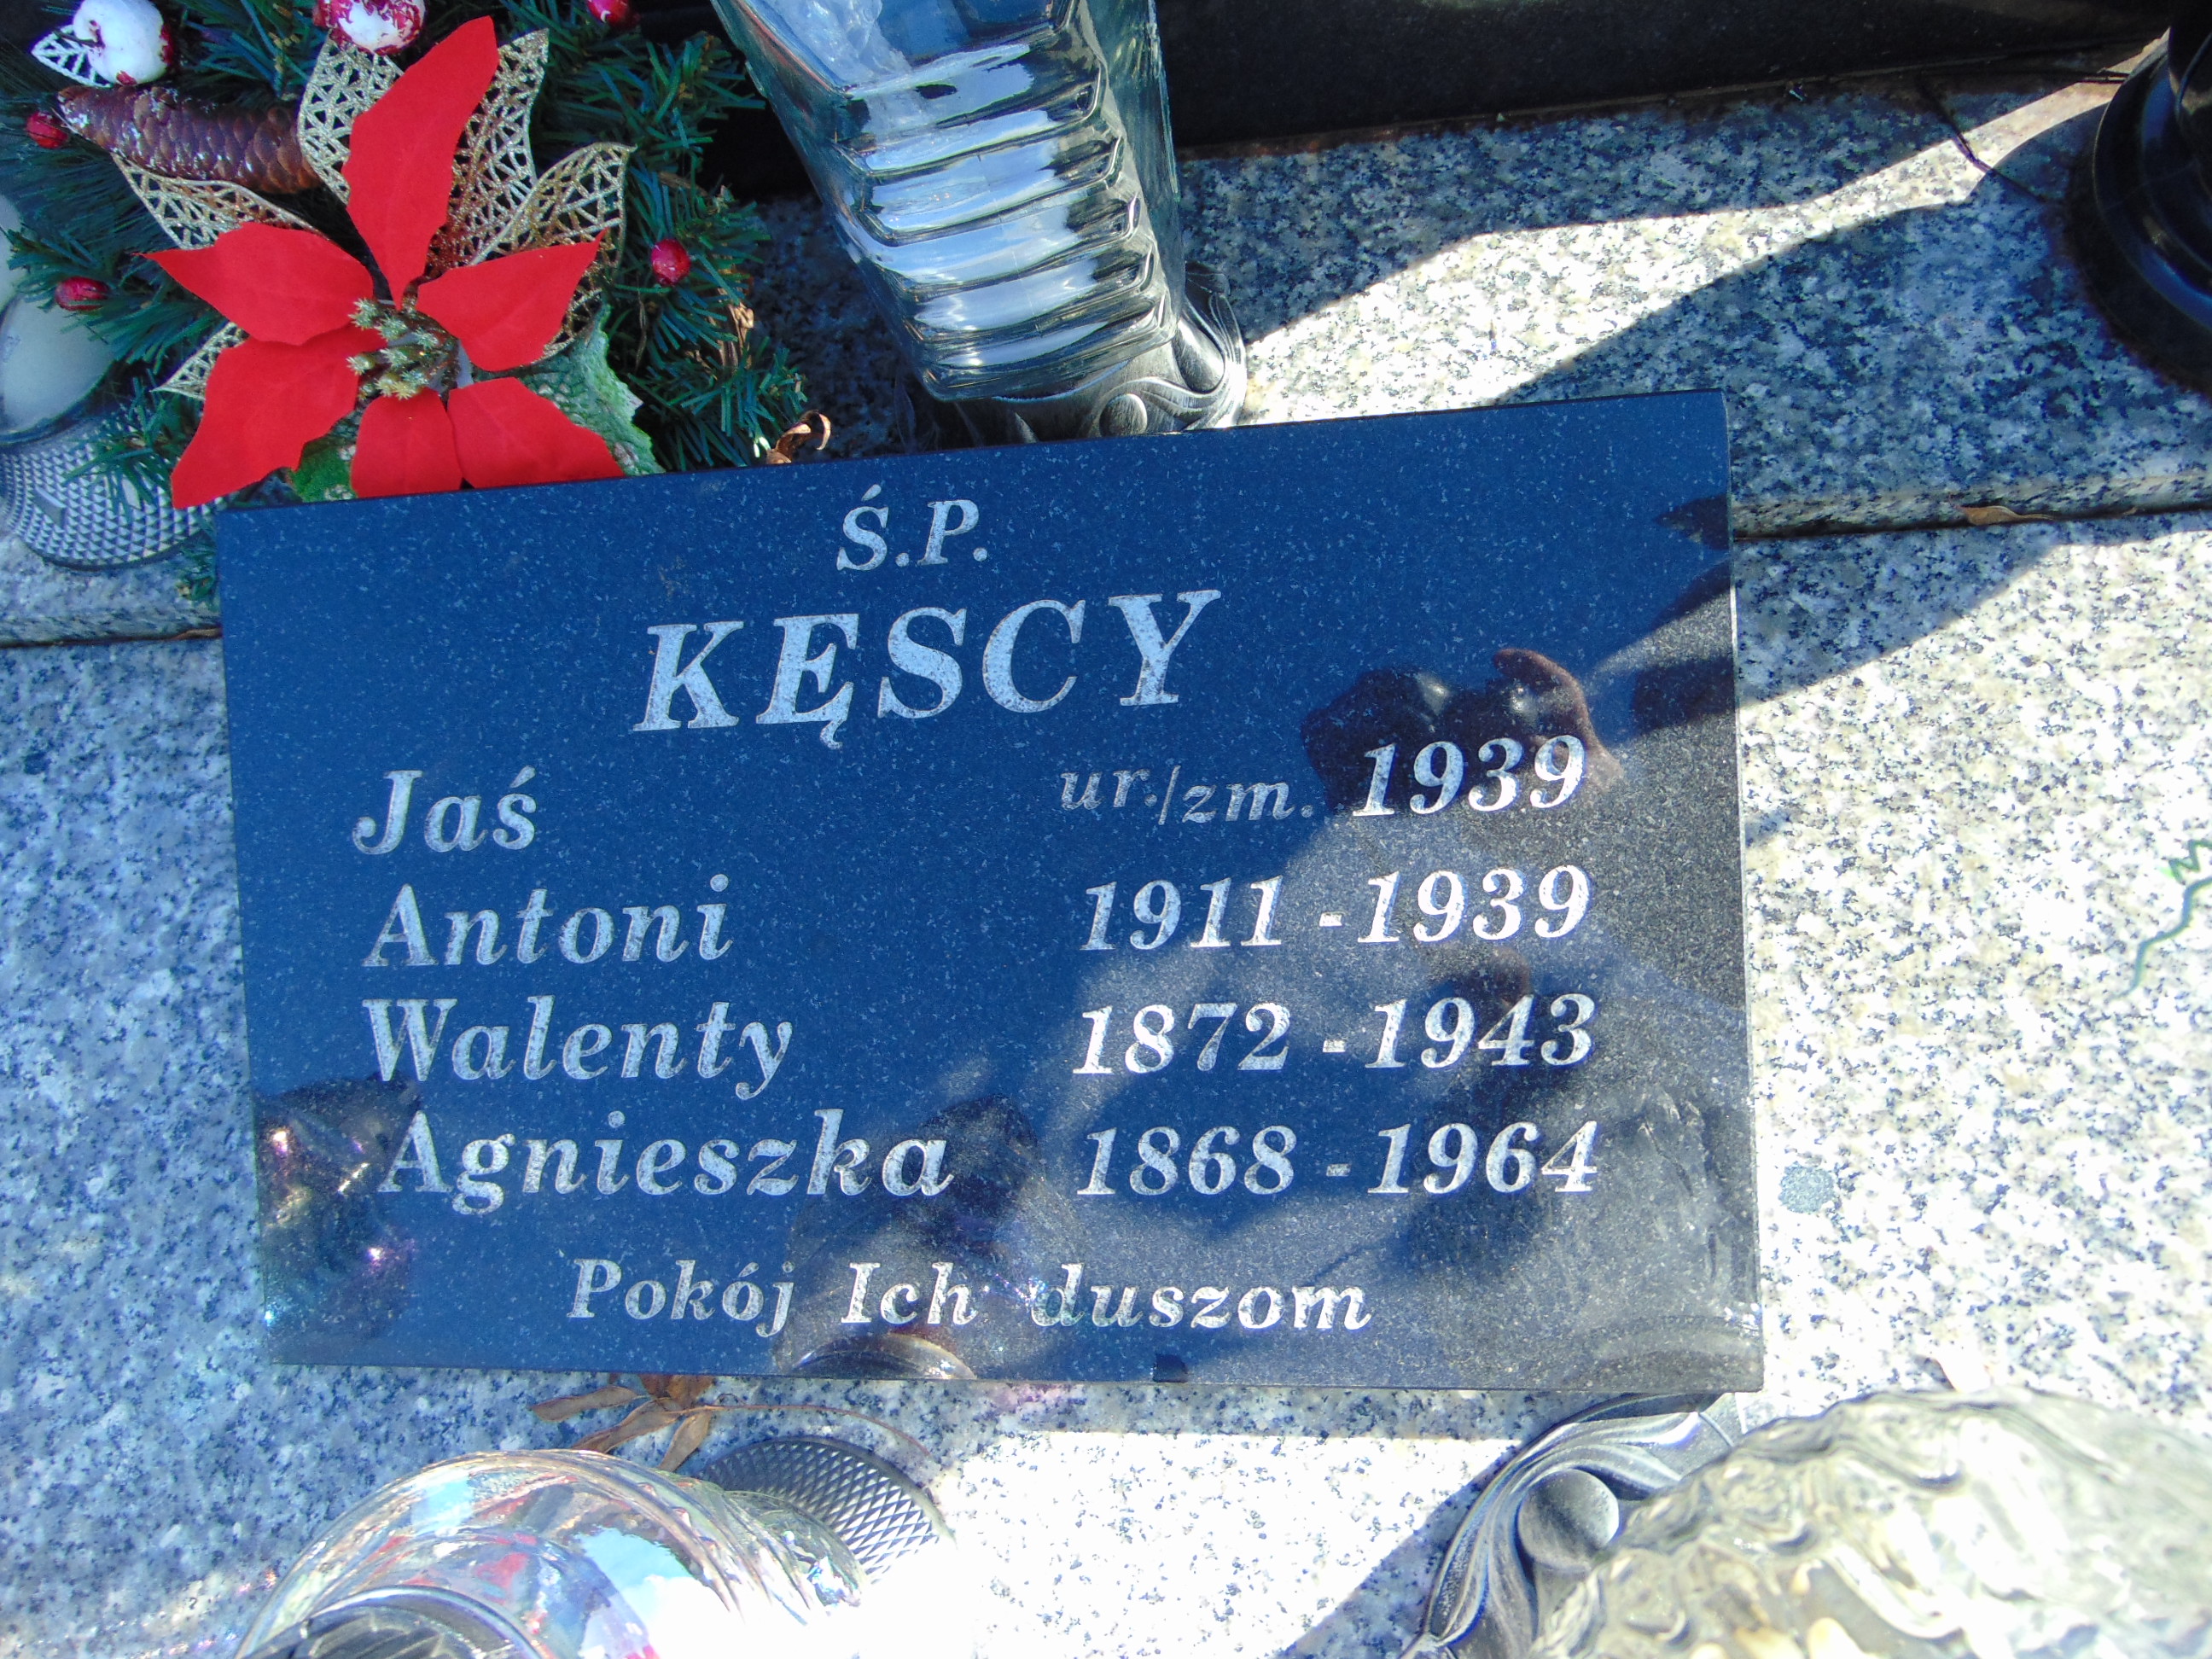 Ś.P.
KĘSCY
Jaś ur./zm. 1939
Antoni 1911-1939
Walenty 1872-1943
Agnieszka 1868-1964
Pokój Ich duszom